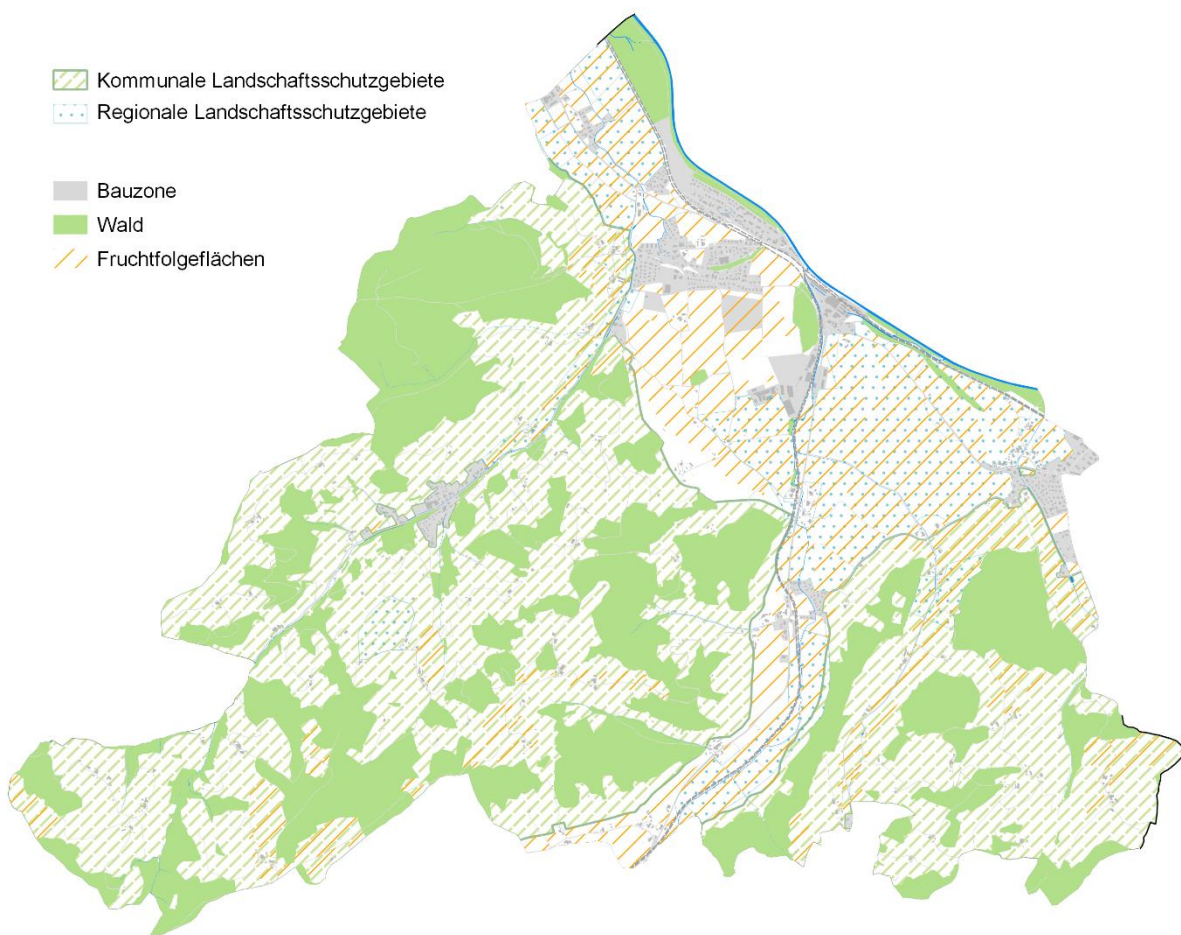 Kommunale Landschaftsschutzgebiete
Regionale Landschaftsschutzgebiete
Bauzone
Wald
Fruchtfolgeflächen